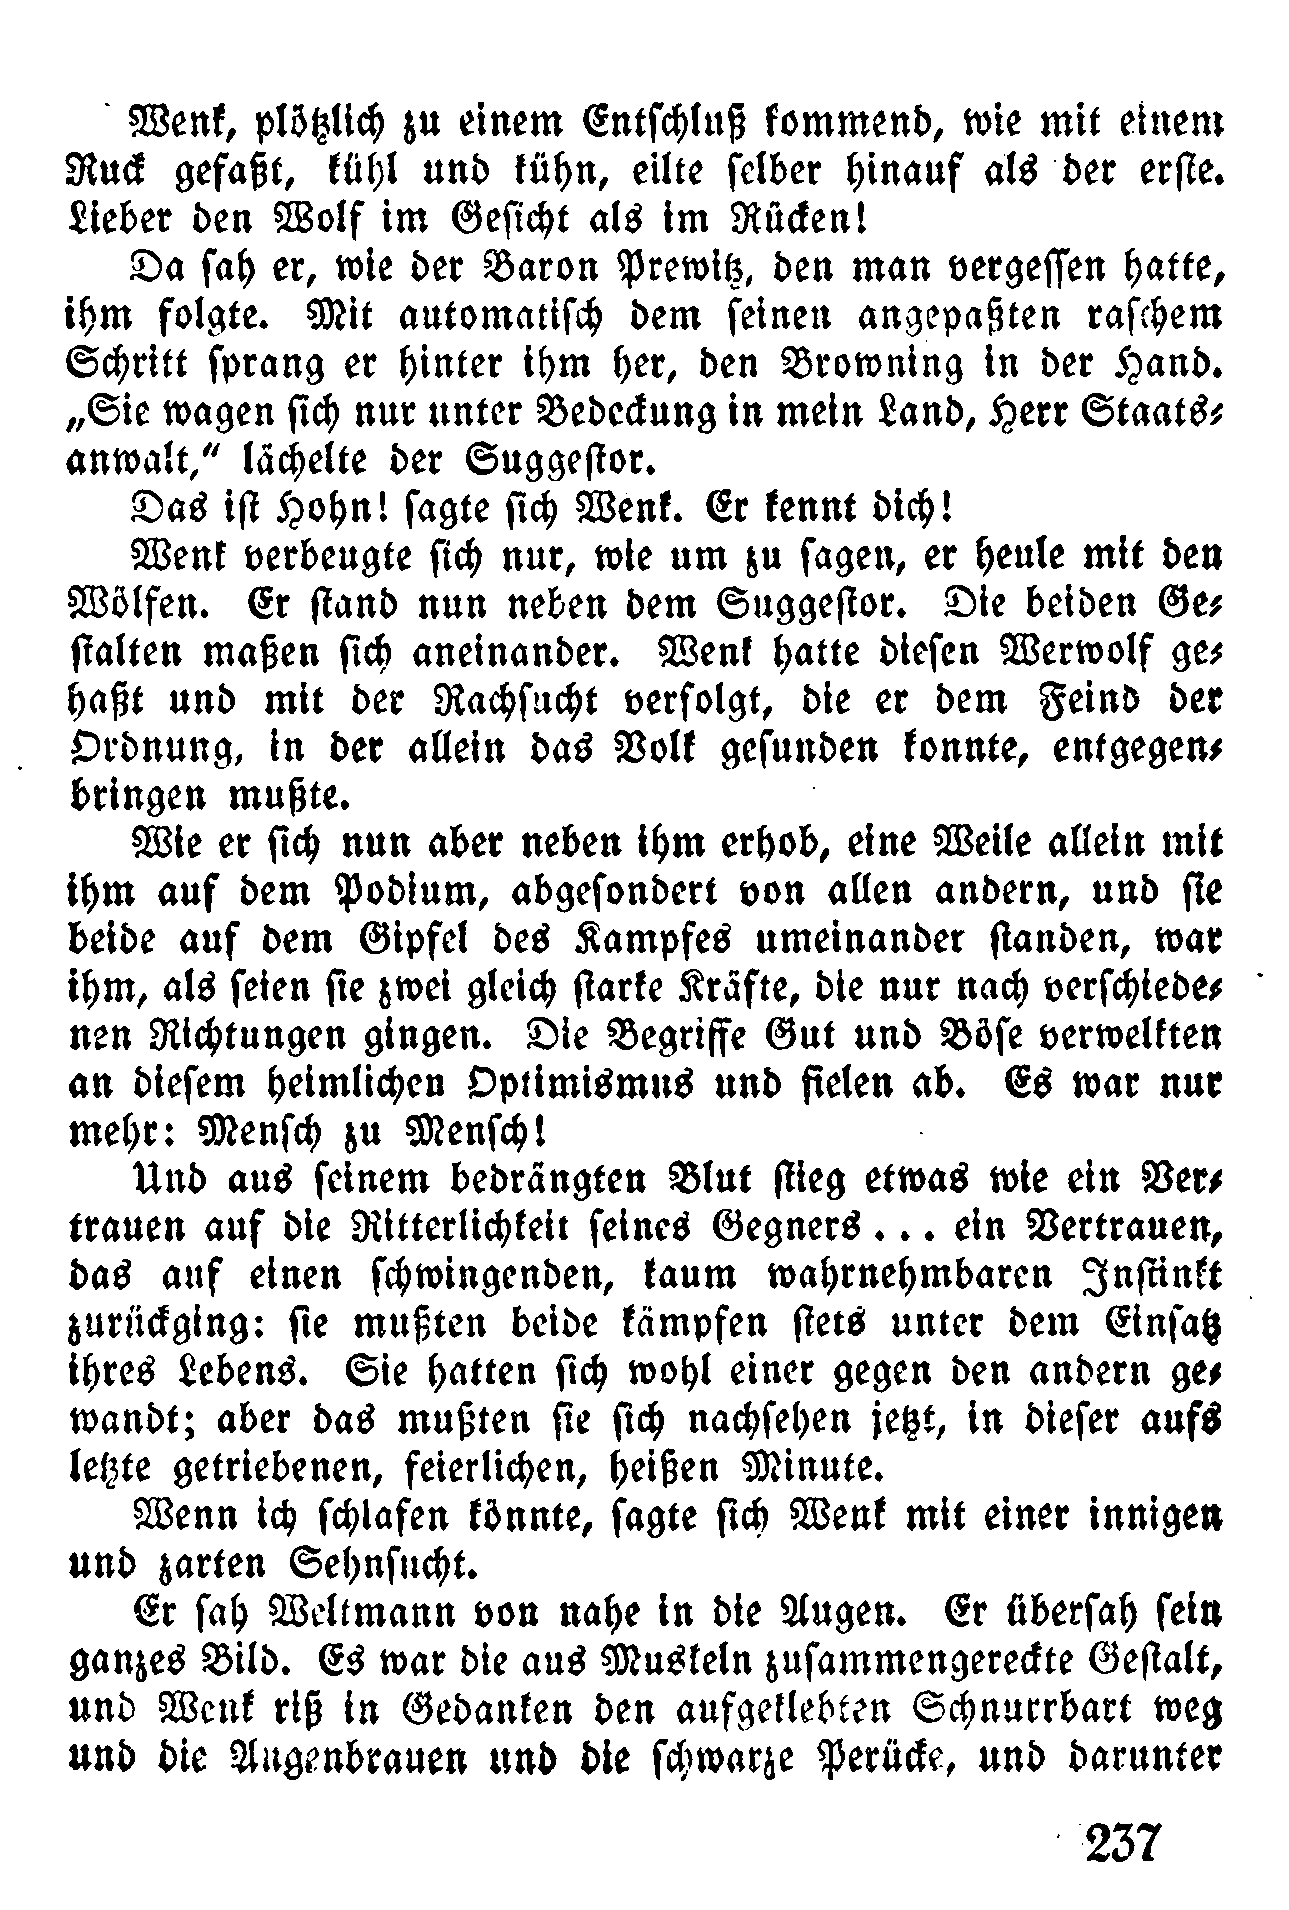 Wenk, plötzlich zu einem Entschluß kommend, wie mit einem
Ruck gefaßt, kühl und kühn, eilte selber hinauf als der erste.
Lieber den Wolf im Gesicht als im Rücken!
Da sah er, wie der Baron Prewitz, den man vergessen hatte,
ihm folgte. Mit automatisch dem seinen angepaßten raschem
Schritt sprang er hinter ihm her, den Browning in der Hand.
„Sie wagen sich nur unter Bedeckung in mein Land, Herr Staats-
anwalt,“ lächelte der Suggestor.
Das ist Hohn! sagte sich Wenk. Er kennt dich!
Wenk verbeugte sich nur, wie um zu sagen, er heule mit den
Wölfen. Er stand nun neben dem Suggestor. Die beiden Ge-
stalten maßen sich aneinander. Wenk hatte diesen Werwolf ge-
haßt und mit der Rachsucht verfolgt, die er dem Feind der
Ordnung, in der allein das Volk gesunden konnte, entgegen-
bringen mußte.
Wie er sich nun aber neben ihm erhob, eine Weile allein mit
ihm auf dem Podium, abgesondert von allen andern, und sie
beide auf dem Gipfel des Kampfes umeinander standen, war
ihm, als seien sie zwei gleich starke Kräfte, die nur nach verschiede-
nen Richtungen gingen. Die Begriffe Gut und Böse verwelkten
an diesem heimlichen Optimismus und fielen ab. Es war nur
mehr: Mensch zu Mensch!
Und aus seinem bedrängten Blut stieg etwas wie ein Ver-
trauen auf die Ritterlichkeit seines Gegners ... ein Vertrauen,
das auf einen schwingenden, kaum wahrnehmbaren Instinkt
zurückging: sie mußten beide kämpfen stets unter dem Einsatz
ihres Lebens. Sie hatten sich wohl einer gegen den andern ge-
wandt; aber das mußten sie sich nachsehen jetzt, in dieser aufs
letzte getriebenen, feierlichen, heißen Minute.
Wenn ich schlafen könnte, sagte sich Wenk mit einer innigen
und zarten Sehnsucht.
Er sah Weltmann von nahe in die Augen. Er übersah sein
ganzes Bild. Es war die aus Muskeln zusammengereckte Gestalt,
und Wenk riß in Gedanken den aufgeklebten Schnurrbart weg
und die Augenbrauen und die schwarze Perücke, und darunter
237